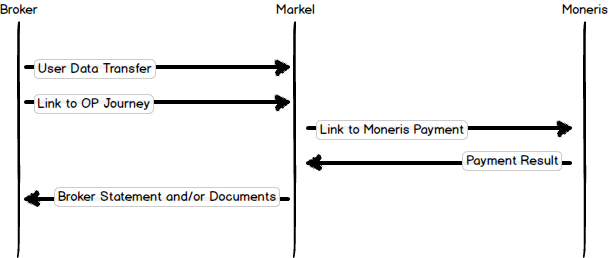 Broker
Markel
Moneris
User Data Transfer
Link to OP Journey
Link to Moneris Payment
Payment Result
Broker Statement and/or Documents